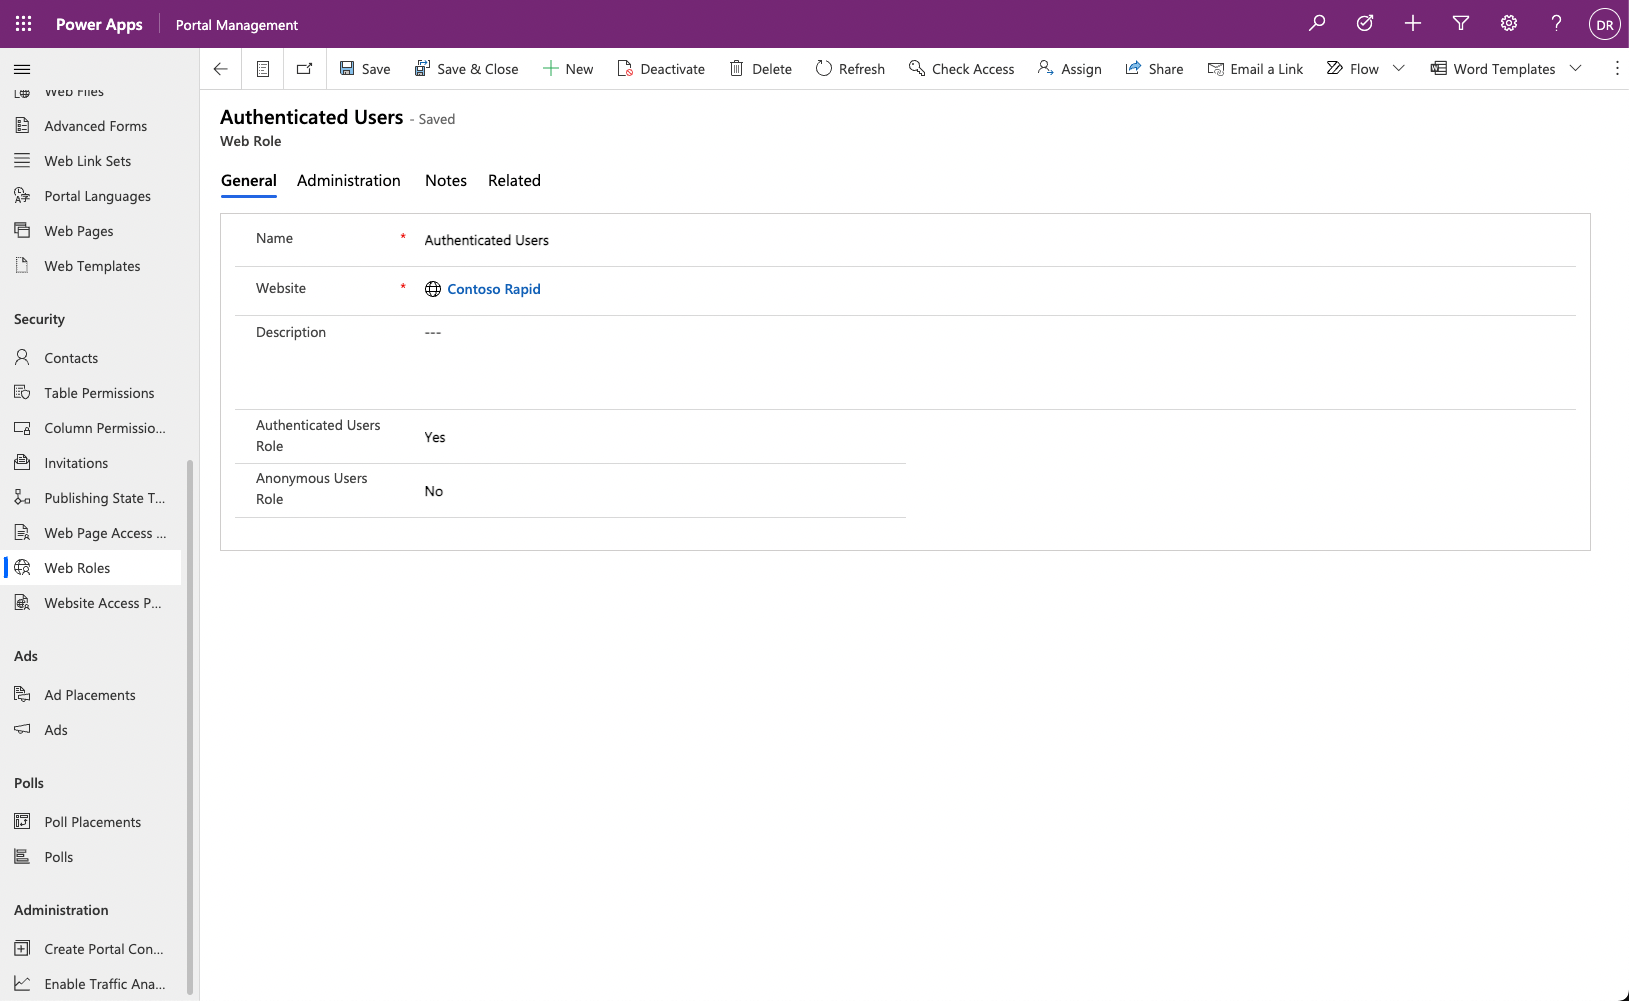 Power Apps
Portal Management
DR
Save
Save & Close
New
Deactivate
Delete
Refresh
Check Access
Assign
Share
Email a Link
Flow
Word Templates
Web Files
Advanced Forms
Web Link Sets
Portal Languages
Web Pages
Web Templates
Security
Contacts
Table Permissions
Column Permissio...
Invitations
Publishing State T...
Web Page Access ...
Web Roles
Website Access P...
Ads
Ad Placements
Ads
Polls
Poll Placements
Polls
Administration
Create Portal Con...
Enable Traffic Ana...
Authenticated Users - Saved
Web Role
General Administration Notes Related
Name * Authenticated Users
Website * Contoso Rapid
Description ---
Authenticated Users
Role
Yes
Anonymous Users
Role
No